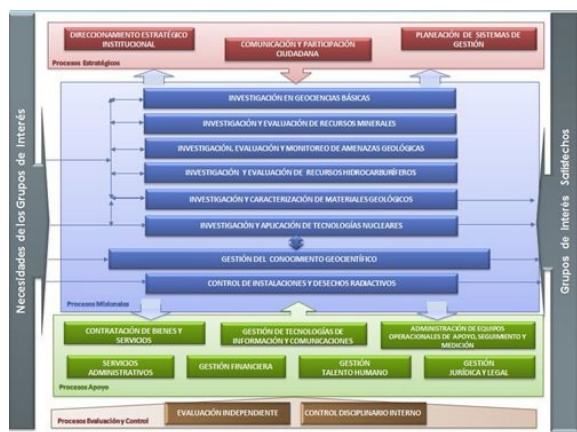 DIRECCIONAMIENTO ESTRATÉGICO
INSTITUCIONAL
COMUNICACIÓN Y PARTICIPACIÓN
CIUDADANA
PLANEACIÓN DE SISTEMAS DE
GESTIÓN
Procesos Estratégicos
Necesidades de los Grupos de Interés
INVESTIGACIÓN EN GEOCIENCIAS BÁSICAS
INVESTIGACIÓN Y EVALUACIÓN DE RECURSOS MINERALES
INVESTIGACIÓN, EVALUACIÓN Y MONITOREO DE AMENAZAS GEOLÓGICAS
INVESTIGACIÓN Y EVALUACIÓN DE RECURSOS HIDROCARBURÍFEROS
INVESTIGACIÓN Y CARACTERIZACIÓN DE MATERIALES GEOLÓGICOS
INVESTIGACIÓN Y APLICACIÓN DE TECNOLOGÍAS NUCLEARES
GESTIÓN DEL CONOCIMIENTO GEOCIENTÍFICO
CONTROL DE INSTALACIONES Y DESECHOS RADIACTIVOS
Procesos Misionales
Grupos de Interés Satisfechos
CONTRATACIÓN DE BIENES Y
SERVICIOS
GESTIÓN DE TECNOLOGÍAS DE
INFORMACIÓN Y COMUNICACIONES
ADMINISTRACIÓN DE EQUIPOS
OPERACIONALES DE APOYO, SEGUIMIENTO Y
MEDICIÓN
SERVICIOS
ADMINISTRATIVOS
GESTIÓN FINANCIERA
GESTIÓN
TALENTO HUMANO
GESTIÓN
JURÍDICA Y LEGAL
Procesos Apoyo
EVALUACIÓN INDEPENDIENTE
CONTROL DISCIPLINARIO INTERNO
Procesos Evaluación y Control